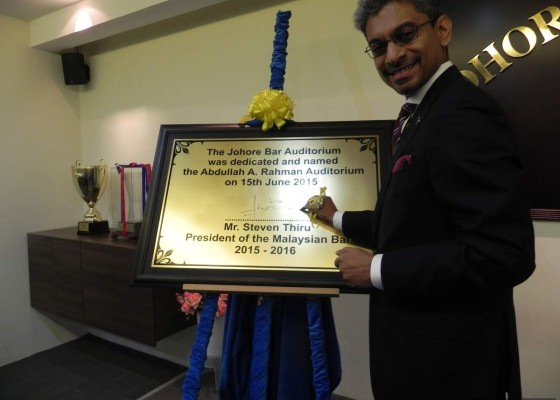 JOHOR
The Johore Bar Auditorium
was dedicated and named
the Abdullah A. Rahman Auditorium
on 15th June 2015
Mr. Steven Thiru
President of the Malaysian Bar
2015 - 2016